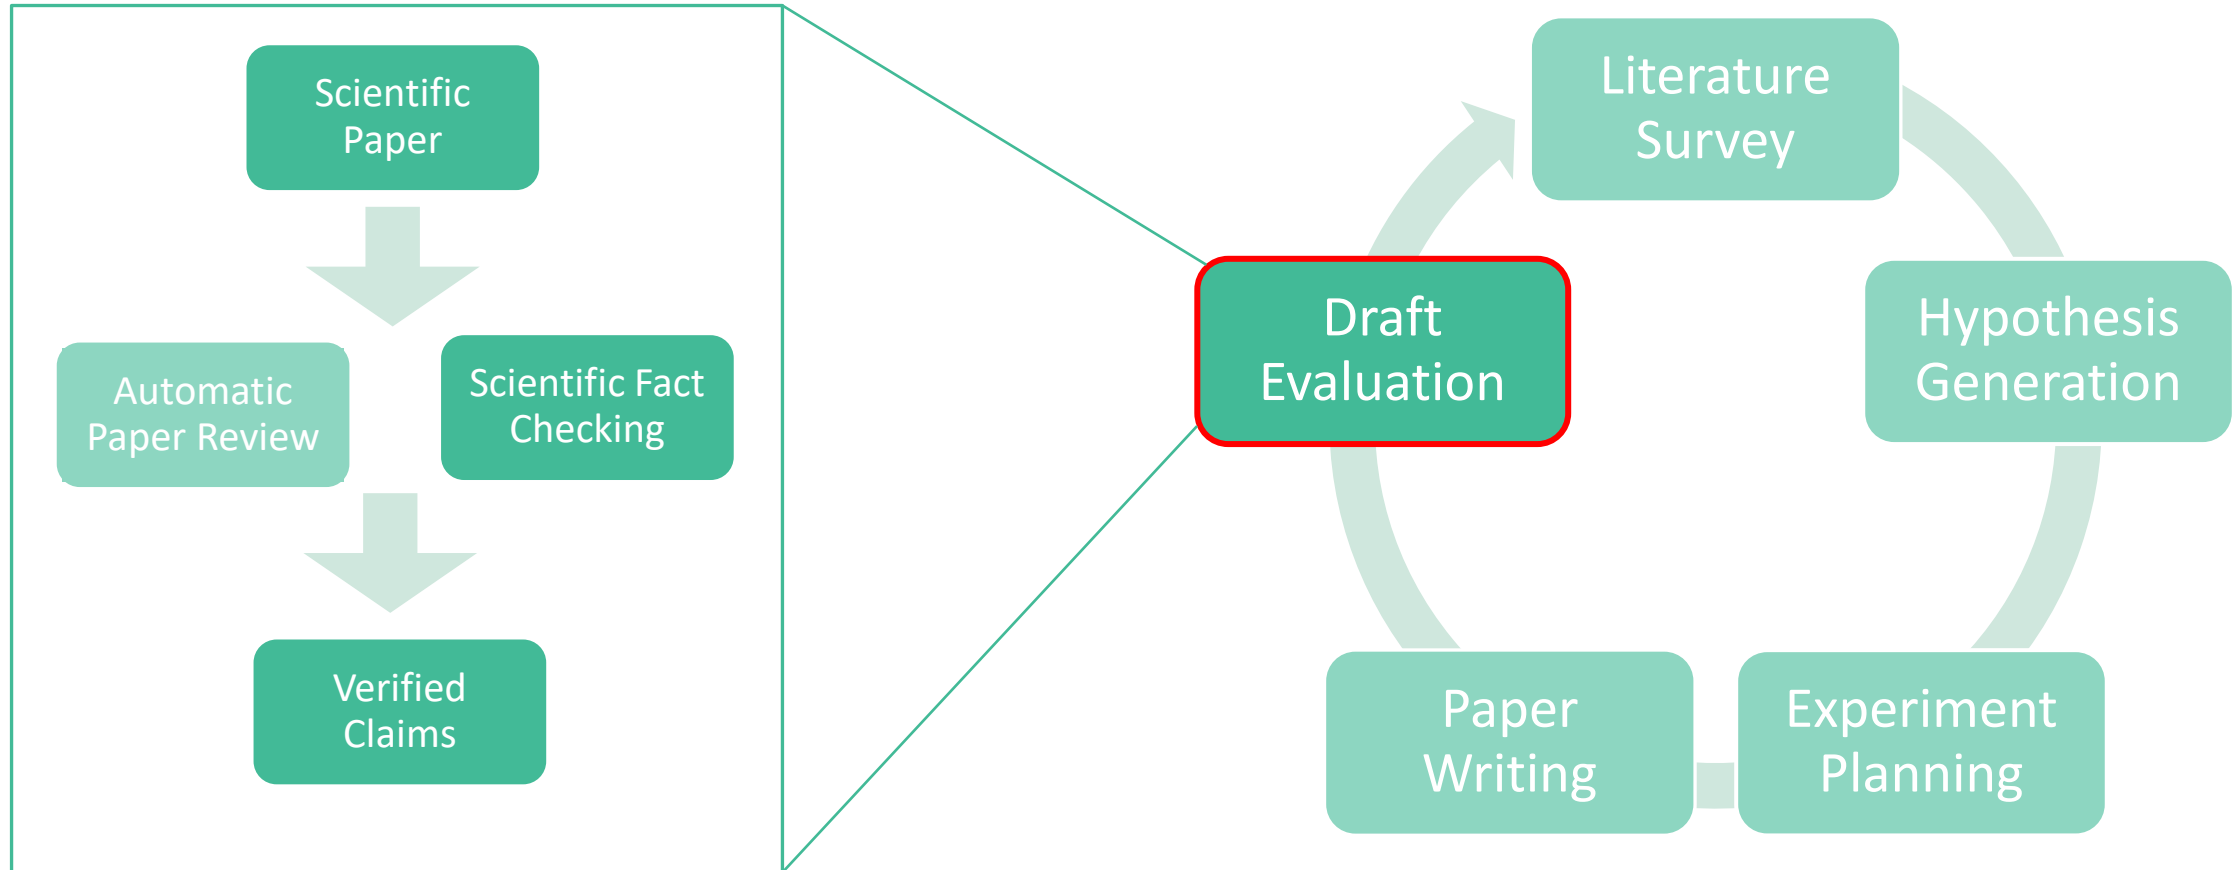 Scientific
Paper
Automatic
Paper Review
Scientific Fact
Checking
Verified
Claims
Literature
Survey
Hypothesis
Generation
Experiment
Planning
Paper
Writing
Draft
Evaluation